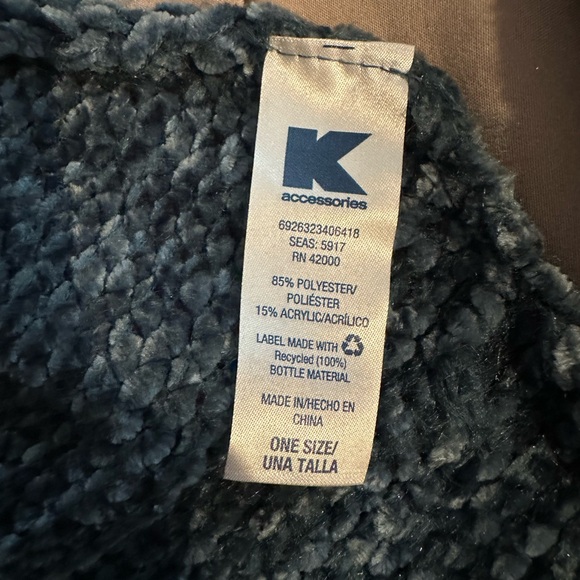 K
accessories
6926323406418
SEAS: 5917
RN 42000
85% POLYESTER/
POLIÉSTER
15% ACRYLIC/ACRÍLICO
LABEL MADE WITH
Recycled (100%)
BOTTLE MATERIAL
MADE IN/HECHO EN
CHINA
ONE SIZE/
UNA TALLA